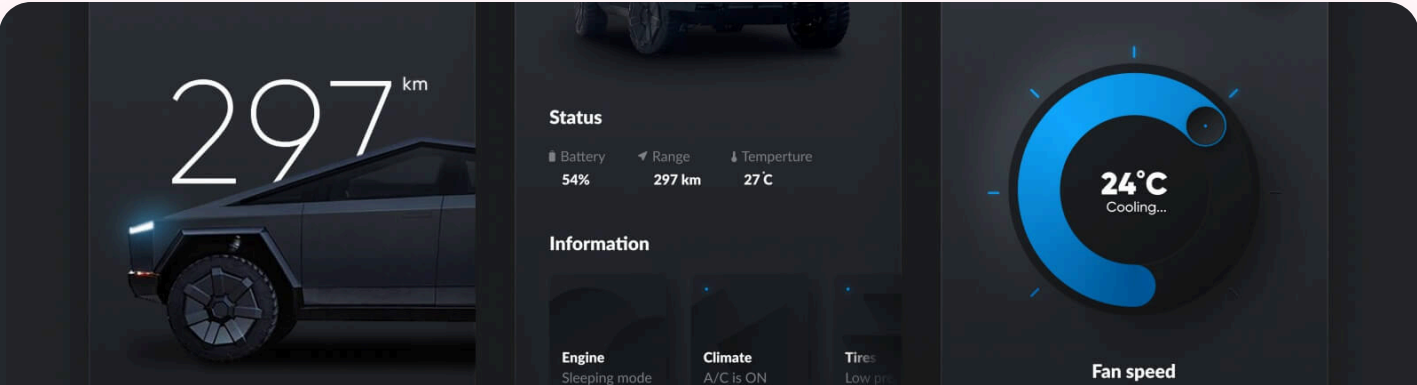 297 km
Status
Battery Range Temperture
54% 297 km 27°C
Information
Engine Climate Tires
Sleeping mode A/C is ON Low
24°C
Cooling...
Fan speed